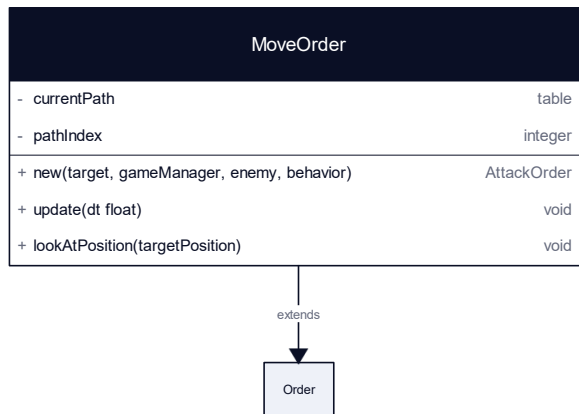 MoveOrder
- currentPath table
- pathIndex integer
+ new(target, gameManager, enemy, behavior) AttackOrder
+ update(dt float) void
+ lookAtPosition(targetPosition) void
extends
Order